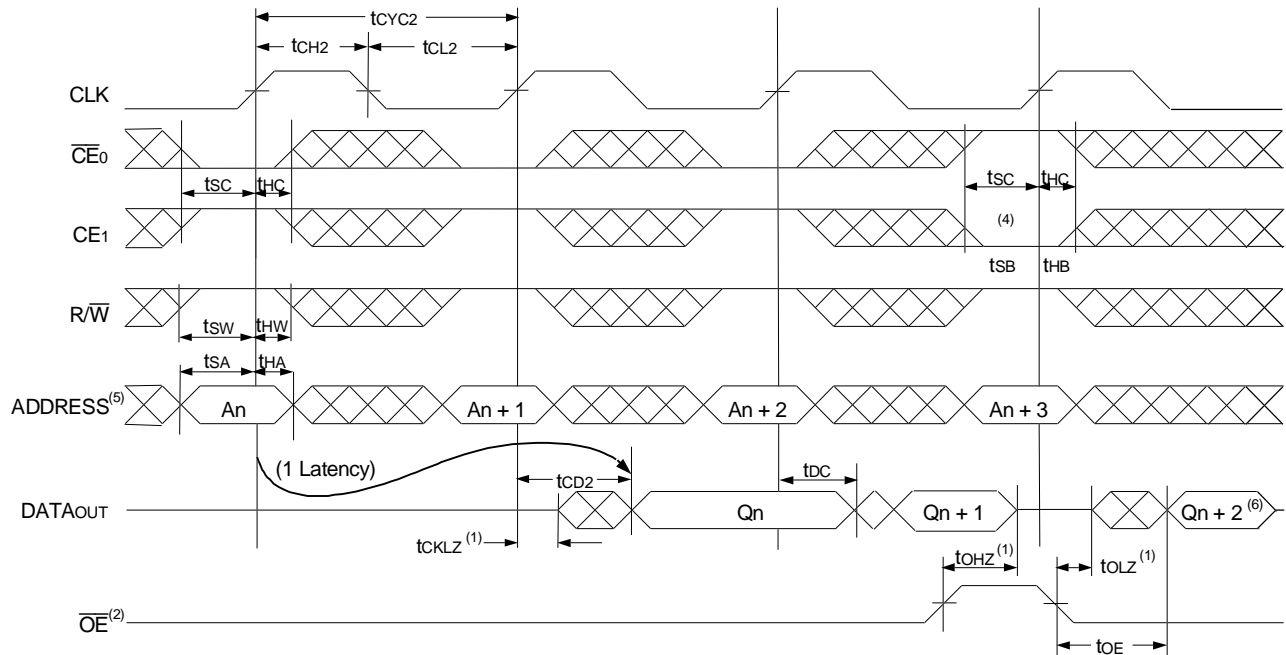 tCYC2
tCH2 tCL2
CLK
CE0
tSC tHC tSC tHC
CE1 (4)
tSB tHB
R/W
tSW tHW
tSA tHA
ADDRESS(5) An An + 1 An + 2 An + 3
(1 Latency) tCD2 tDC
DATAOUT Qn Qn + 1 Qn + 2 (6)
tCKLZ (1)
tOHZ (1) tOLZ (1)
OE (2)
tOE